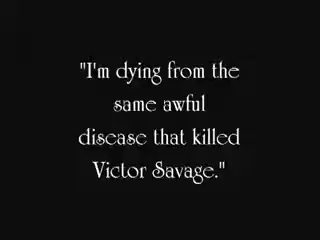 "I'm dying from the
same awful
disease that killed
Victor Savage."